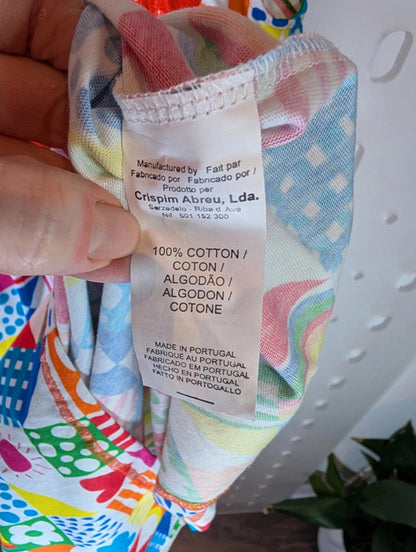 Manufactured by Fait par
Fabricado por Fabricado por /
Prodotto por
Crispim Abreu, Lda.
Serzedelo - Riba d Ave
Nif. 501 152 300
100% COTTON /
COTON /
ALGODÃO /
ALGODON /
COTONE
MADE IN PORTUGAL
FABRIQUÉ AU PORTUGAL
FABRICADO EM PORTUGAL
HECHO EN PORTUGAL
FATTO IN PORTOGALLO